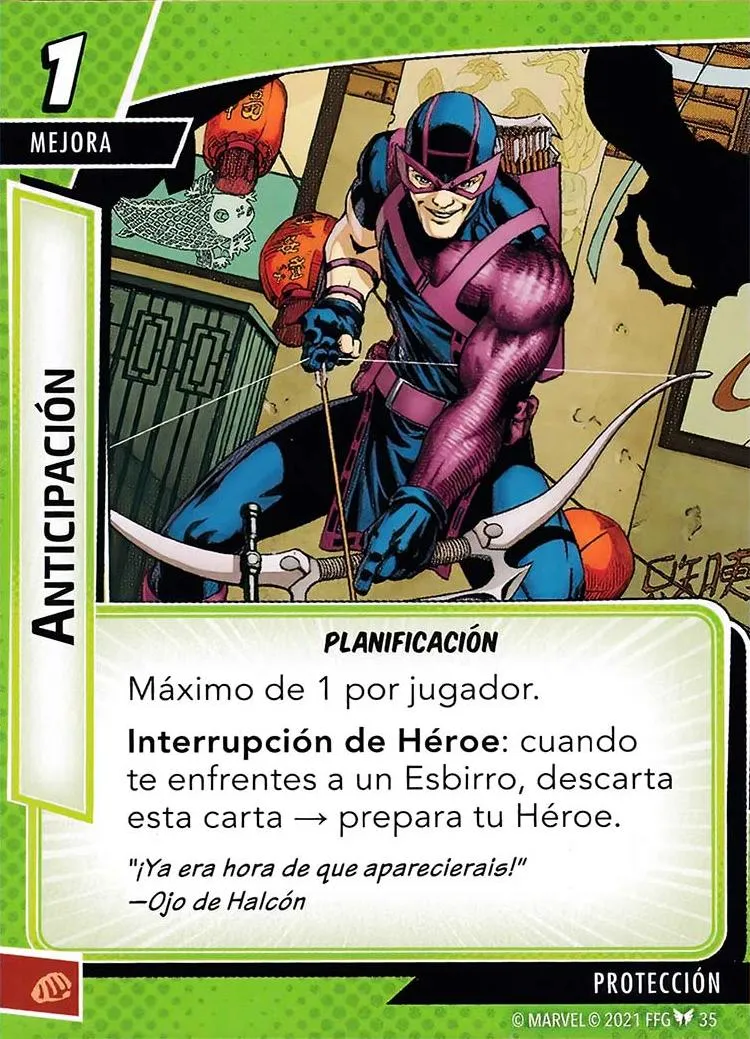 1
MEJORA
ANTICIPACIÓN
PLANIFICACIÓN
Máximo de 1 por jugador.
Interrupción de Héroe: cuando
te enfrentes a un Esbirro, descarta
esta carta → prepara tu Héroe.
"¡Ya era hora de que aparecierais!"
—Ojo de Halcón
PROTECCIÓN
© MARVEL © 2021 FFG 35